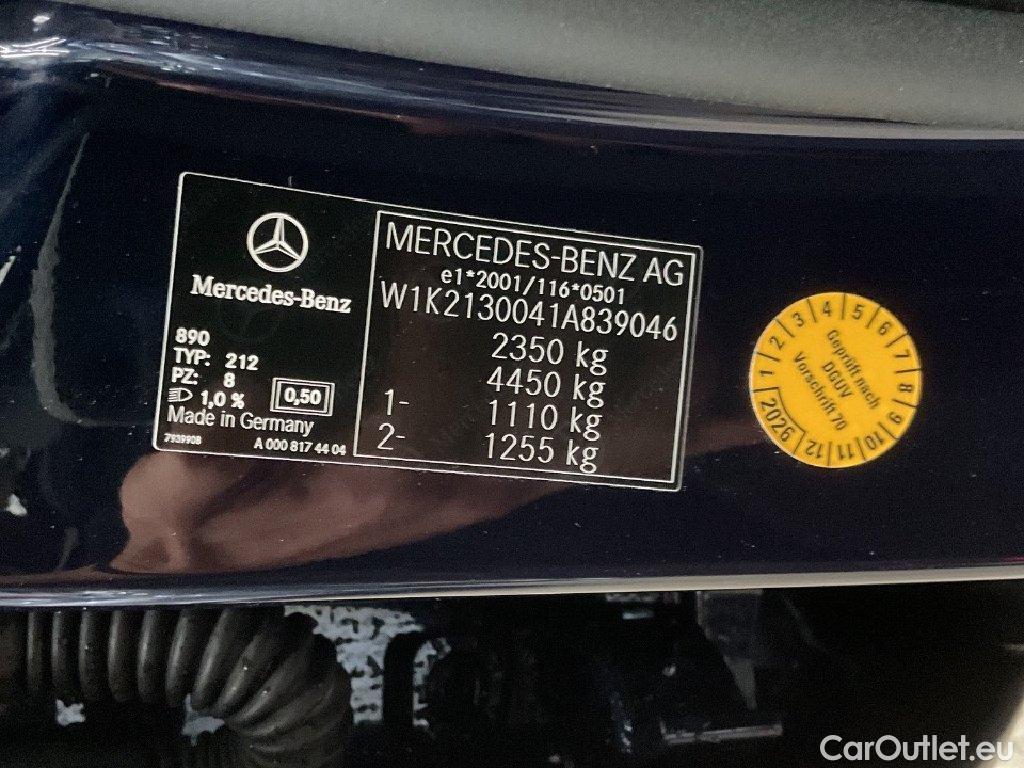 Mercedes-Benz
890
TYP: 212
PZ: 8
1,0 %
0,50
Made in Germany
A 000 817 44 04
MERCEDES-BENZ AG
e1*2001/116*0501
W1K2130041A839046
2350 kg
4450 kg
1- 1110 kg
2- 1255 kg
1 2 3 4 5 6 7 8 9 10 11 12
2026
Geprüft nach
DGUV
Vorschrift 70
CarOutlet.eu